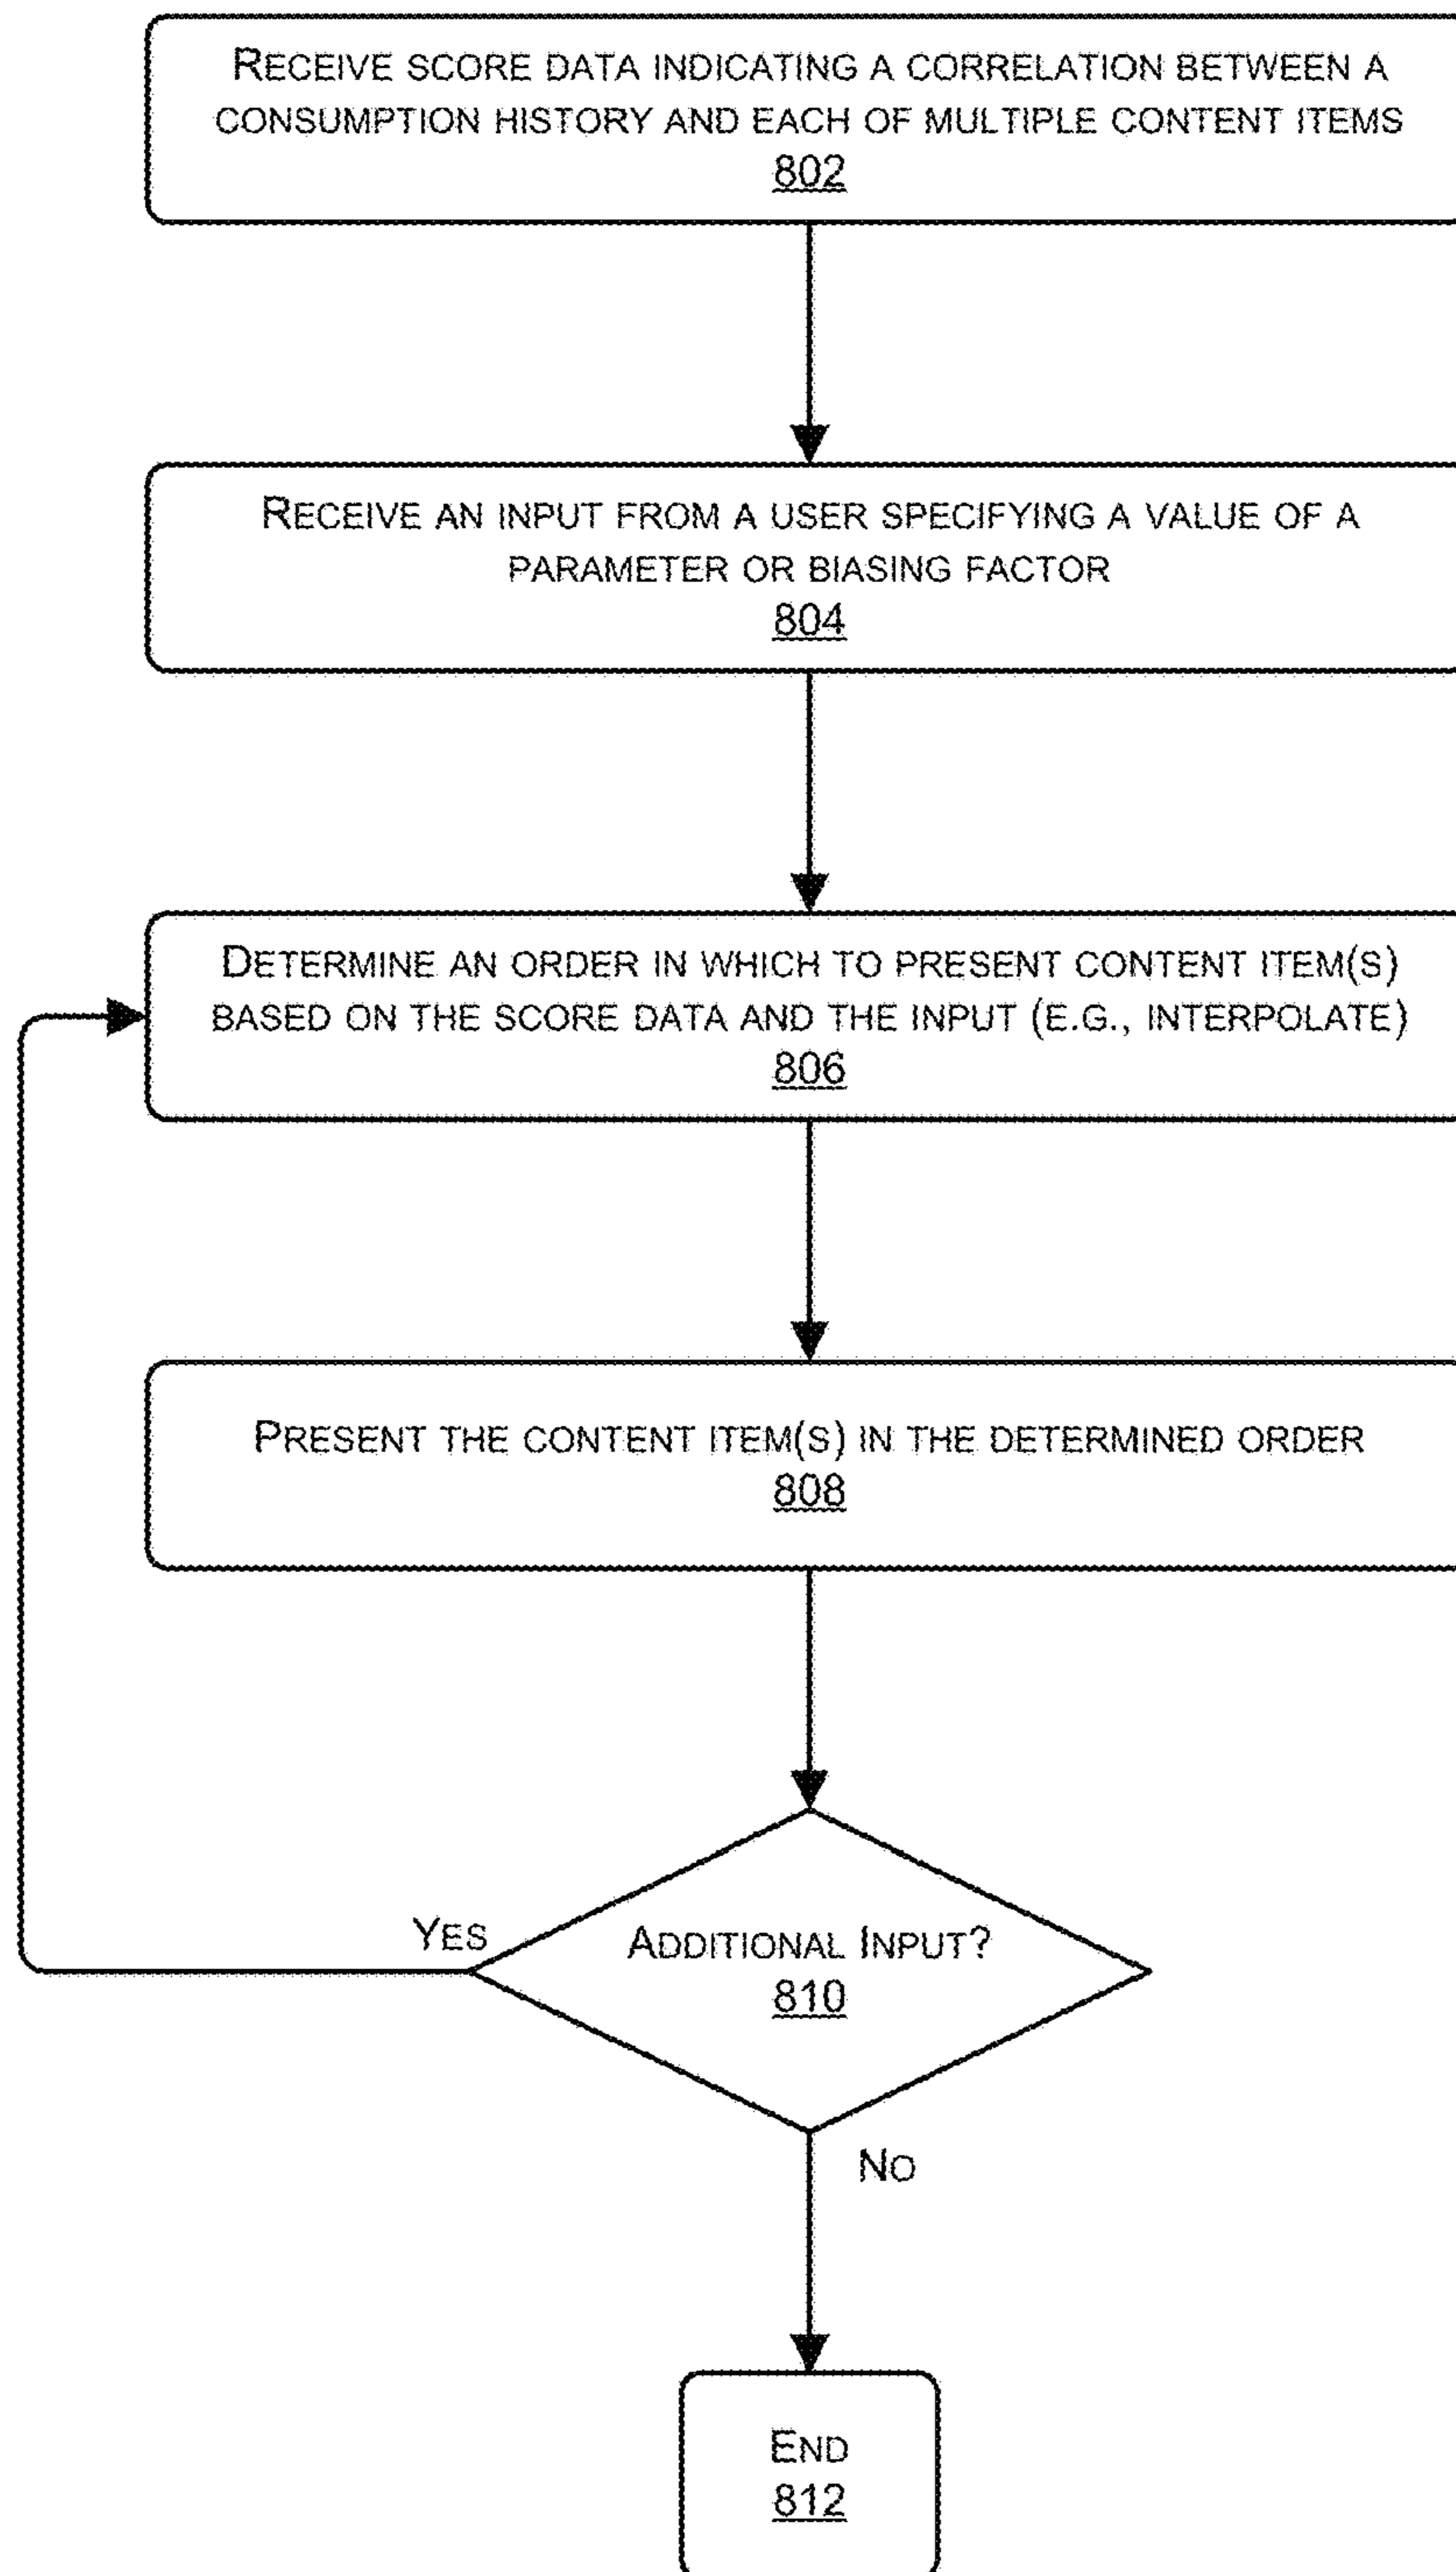 RECEIVE SCORE DATA INDICATING A CORRELATION BETWEEN A
CONSUMPTION HISTORY AND EACH OF MULTIPLE CONTENT ITEMS
802
RECEIVE AN INPUT FROM A USER SPECIFYING A VALUE OF A
PARAMETER OR BIASING FACTOR
804
DETERMINE AN ORDER IN WHICH TO PRESENT CONTENT ITEM(S)
BASED ON THE SCORE DATA AND THE INPUT (E.G., INTERPOLATE)
806
PRESENT THE CONTENT ITEM(S) IN THE DETERMINED ORDER
808
YES
ADDITIONAL INPUT?
810
NO
END
812